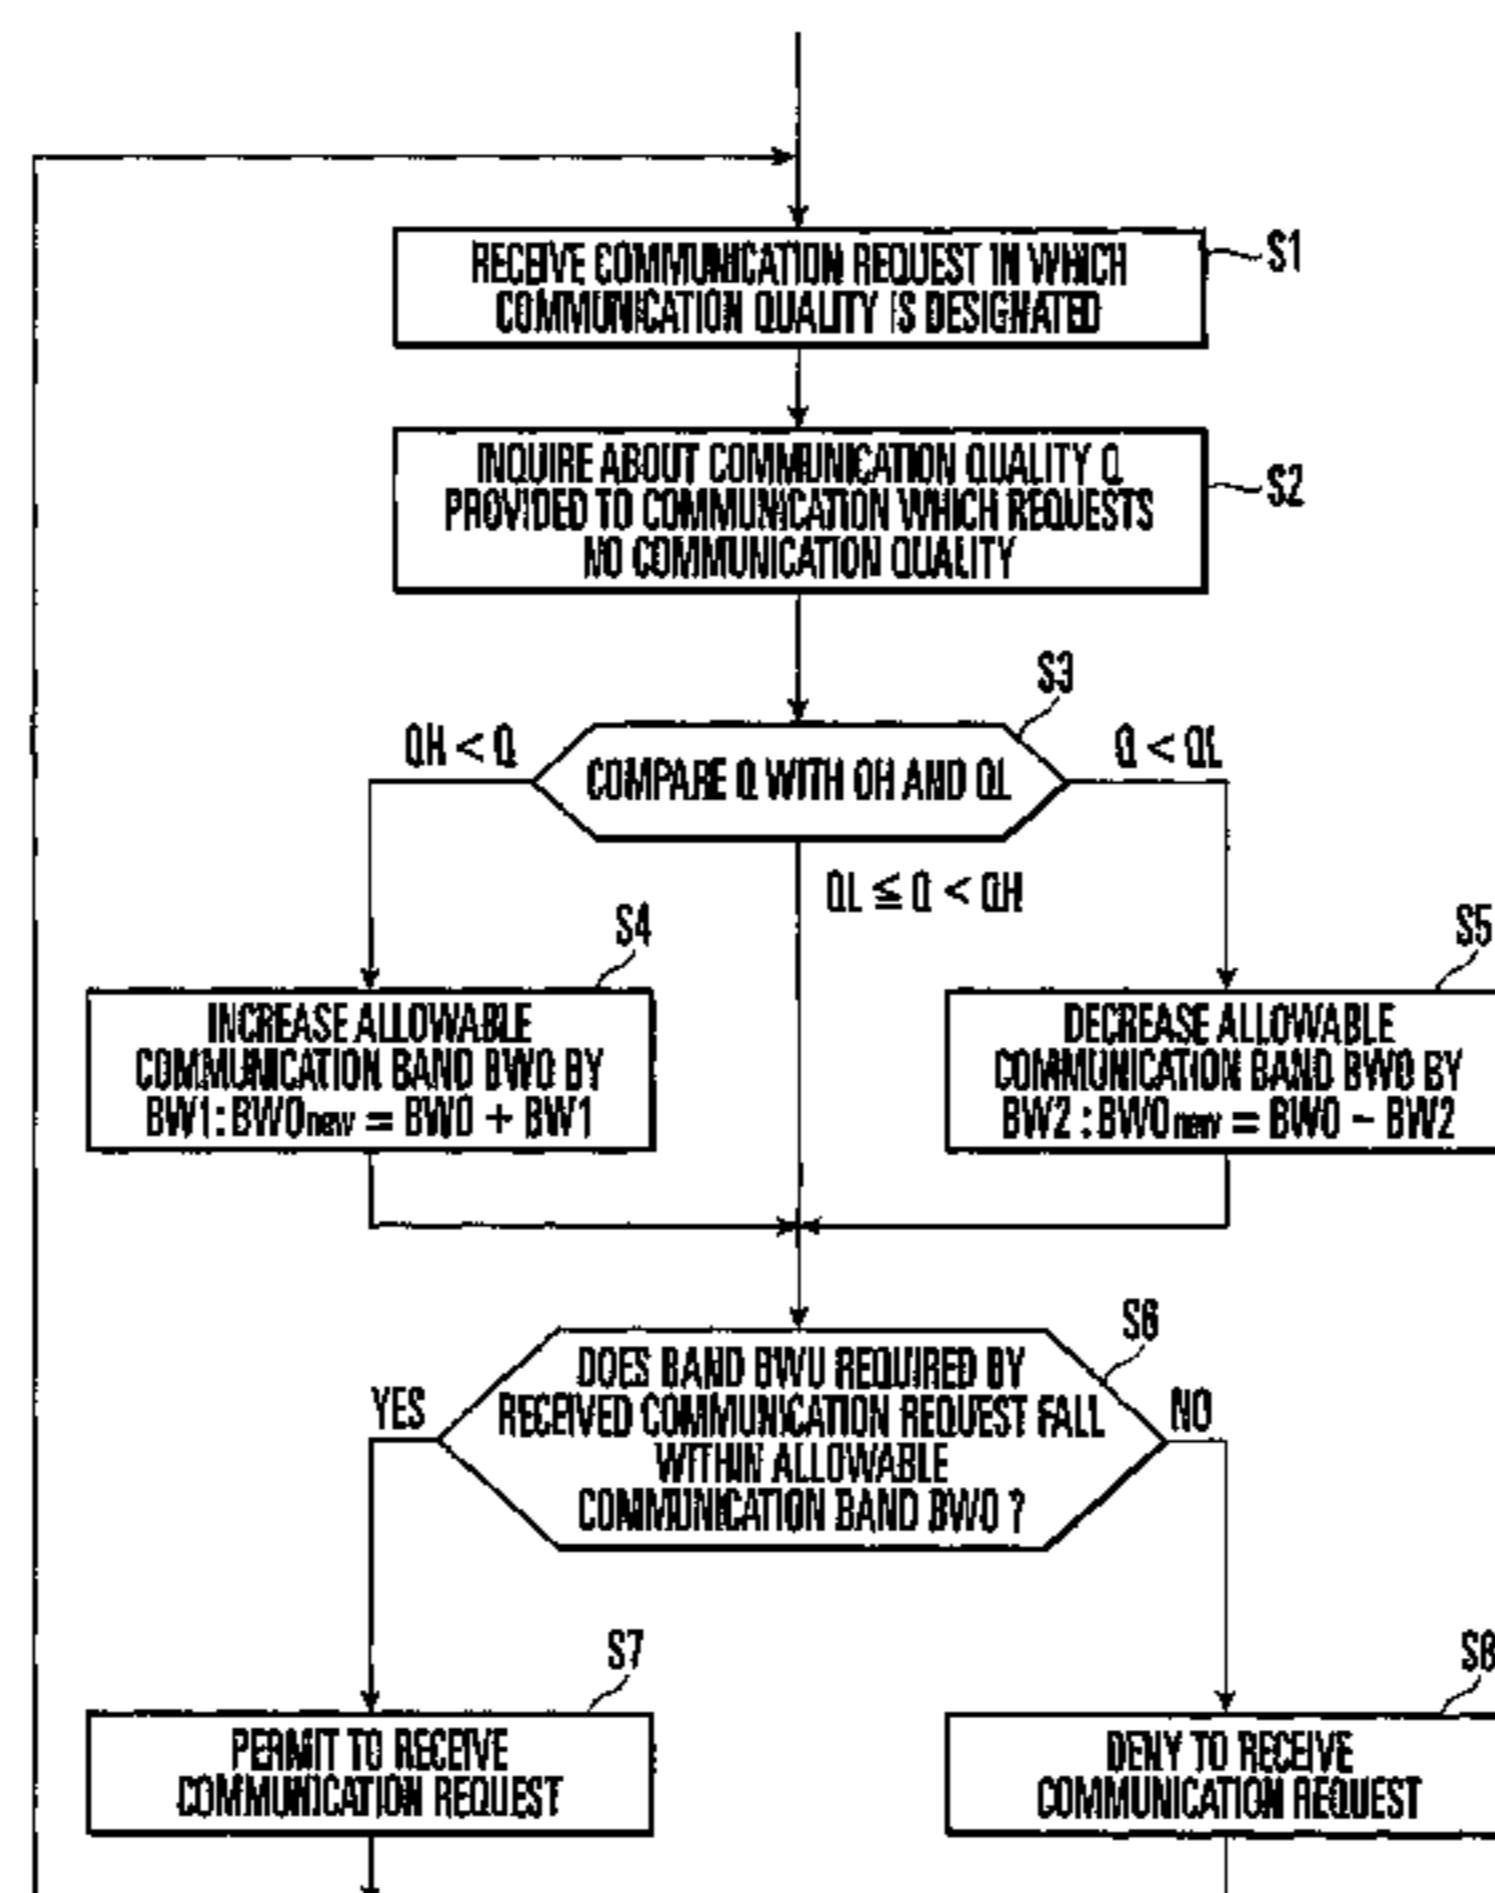 RECEIVE COMMUNICATION REQUEST IN WHICH
COMMUNICATION QUALITY IS DESIGNATED
S1
INQUIRE ABOUT COMMUNICATION QUALITY Q
PROVIDED TO COMMUNICATION WHICH REQUESTS
NO COMMUNICATION QUALITY
S2
S3
QH < Q
COMPARE Q WITH QH AND QL
Q < QL
QL ≦ Q < QH
S4
INCREASE ALLOWABLE
COMMUNICATION BAND BW0 BY
BW1 : BW0new = BW0 + BW1
S5
DECREASE ALLOWABLE
COMMUNICATION BAND BW0 BY
BW2 : BW0new = BW0 − BW2
S6
YES
DOES BAND BWU REQUIRED BY
RECEIVED COMMUNICATION REQUEST FALL
WITHIN ALLOWABLE
COMMUNICATION BAND BW0 ?
NO
S7
PERMIT TO RECEIVE
COMMUNICATION REQUEST
S8
DENY TO RECEIVE
COMMUNICATION REQUEST